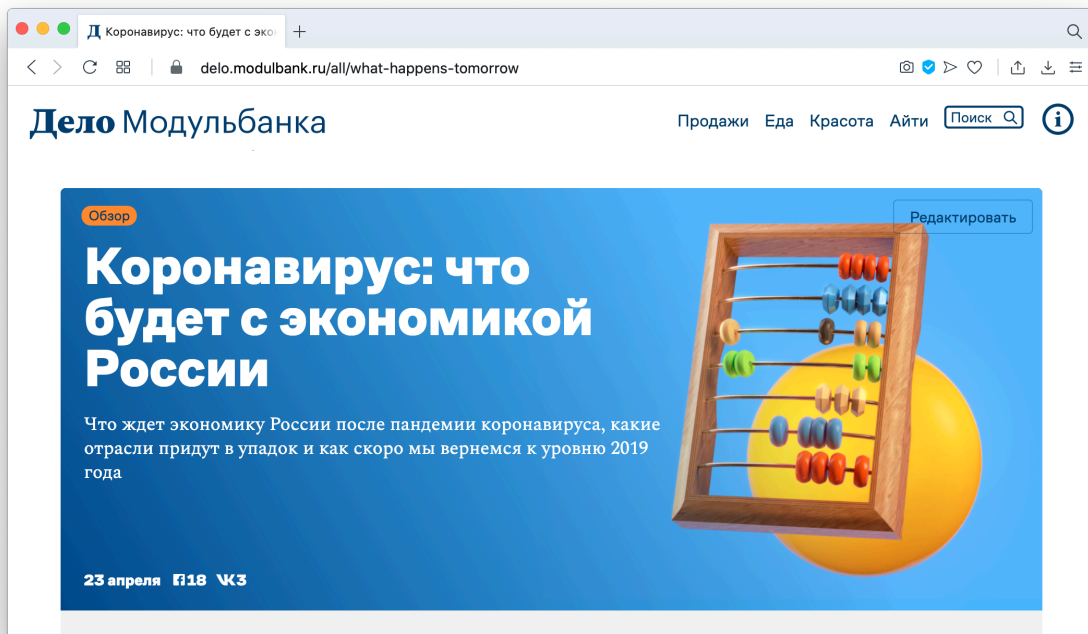 Коронавирус: что будет с эко
delo.modulbank.ru/all/what-happens-tomorrow
Дело Модульбанка
Продажи Еда Красота Айти Поиск
Обзор
Редактировать
Коронавирус: что
будет с экономикой
России
Что ждет экономику России после пандемии коронавируса, какие
отрасли придут в упадок и как скоро мы вернемся к уровню 2019
года
23 апреля 18 3